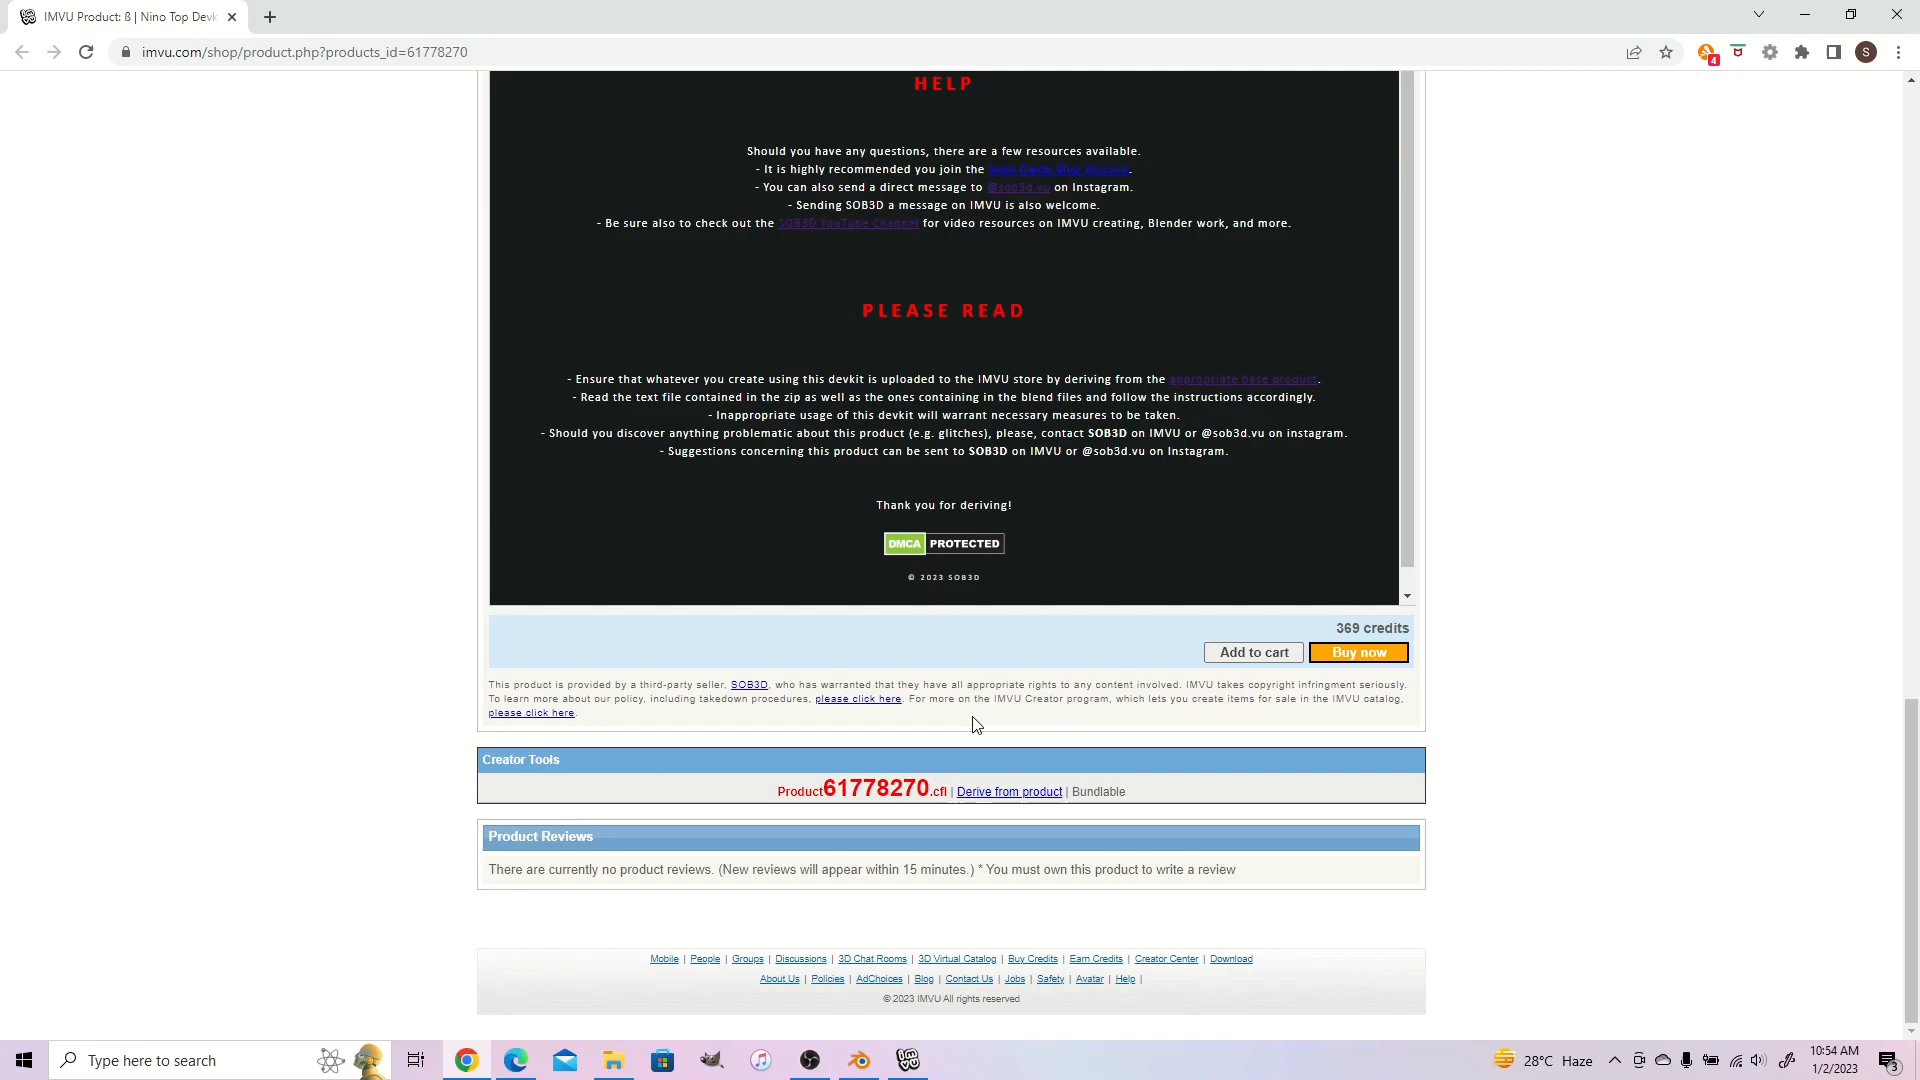 IMVU Product: ß | Nino Top Devk
imvu.com/shop/product.php?products_id=61778270
4
S
HELP
Should you have any questions, there are a few resources available.
- It is highly recommended you join the Sean Owen Blue Discord.
- You can also send a direct message to @sob3d.vu on Instagram.
- Sending SOB3D a message on IMVU is also welcome.
- Be sure also to check out the SOB3D YouTube Channel for video resources on IMVU creating, Blender work, and more.
PLEASE READ
- Ensure that whatever you create using this devkit is uploaded to the IMVU store by deriving from the appropriate base product.
- Read the text file contained in the zip as well as the ones containing in the blend files and follow the instructions accordingly.
- Inappropriate usage of this devkit will warrant necessary measures to be taken.
- Should you discover anything problematic about this product (e.g. glitches), please, contact SOB3D on IMVU or @sob3d.vu on instagram.
- Suggestions concerning this product can be sent to SOB3D on IMVU or @sob3d.vu on Instagram.
Thank you for deriving!
DMCA PROTECTED
© 2023 SOB3D
369 credits
Add to cart Buy now
This product is provided by a third-party seller, SOB3D, who has warranted that they have all appropriate rights to any content involved. IMVU takes copyright infringment seriously.
To learn more about our policy, including takedown procedures, please click here. For more on the IMVU Creator program, which lets you create items for sale in the IMVU catalog,
please click here.
Creator Tools
Product61778270.cfl | Derive from product | Bundlable
Product Reviews
There are currently no product reviews. (New reviews will appear within 15 minutes.) * You must own this product to write a review
Mobile | People | Groups | Discussions | 3D Chat Rooms | 3D Virtual Catalog | Buy Credits | Earn Credits | Creator Center | Download
About Us | Policies | AdChoices | Blog | Contact Us | Jobs | Safety | Avatar | Help |
© 2023 IMVU All rights reserved
Type here to search
28°C Haze
10:54 AM
1/2/2023
3